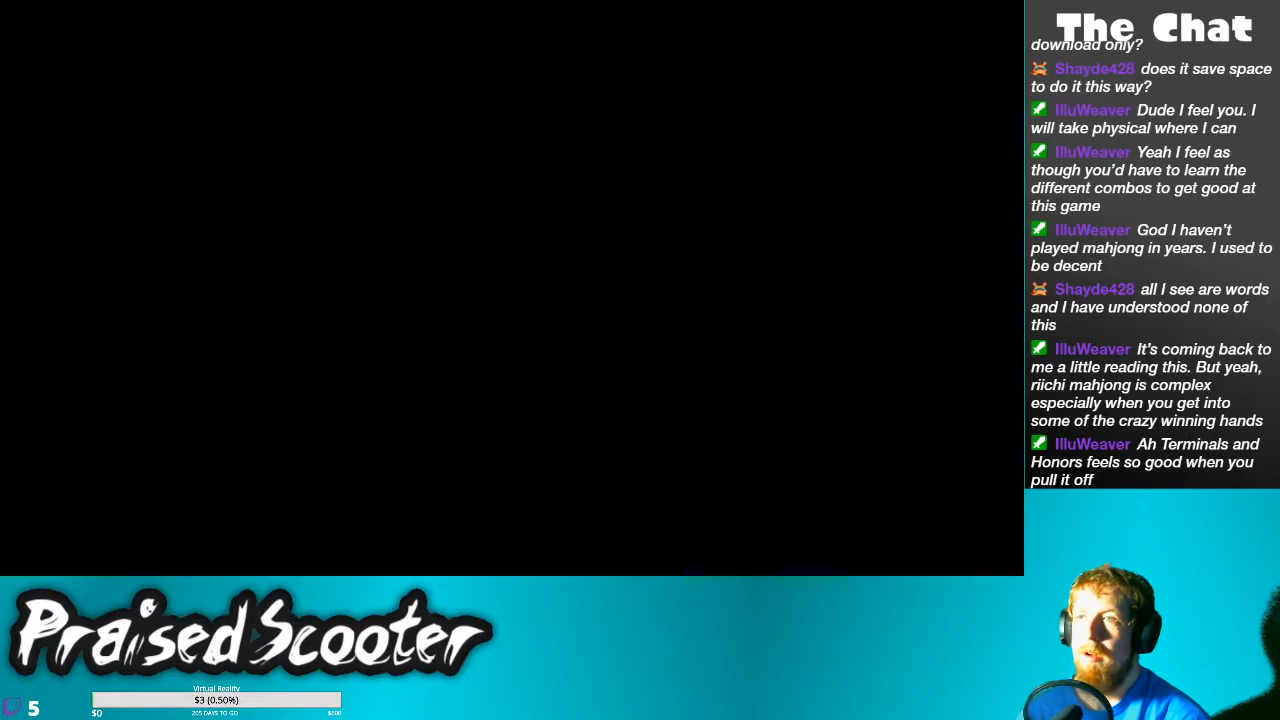 The Chat
download only?
Shayde428 does it save space
to do it this way?
IlluWeaver Dude I feel you. I
will take physical where I can
IlluWeaver Yeah I feel as
though you'd have to learn the
different combos to get good at
this game
IlluWeaver God I haven't
played mahjong in years. I used to
be decent
Shayde428 all I see are words
and I have understood none of
this
IlluWeaver It's coming back to
me a little reading this. But yeah,
riichi mahjong is complex
especially when you get into
some of the crazy winning hands
IlluWeaver Ah Terminals and
Honors feels so good when you
pull it off
PraisedScooter
Virtual Reality
$3 (0.50%)
5
$0
205 DAYS TO GO
$600